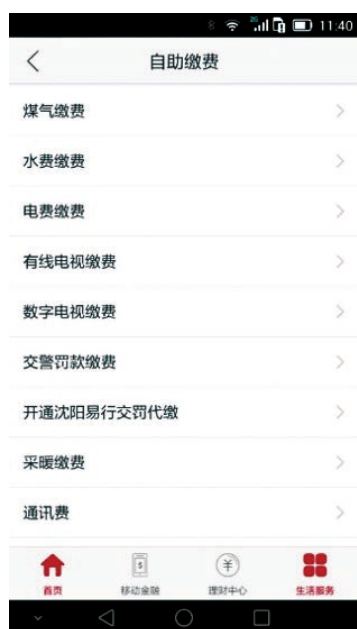 11:40
自助缴费
煤气缴费
水费缴费
电费缴费
有线电视缴费
数字电视缴费
交警罚款缴费
开通沈阳易行交罚代缴
采暖缴费
通讯费
首页 移动金融 理财中心 生活服务